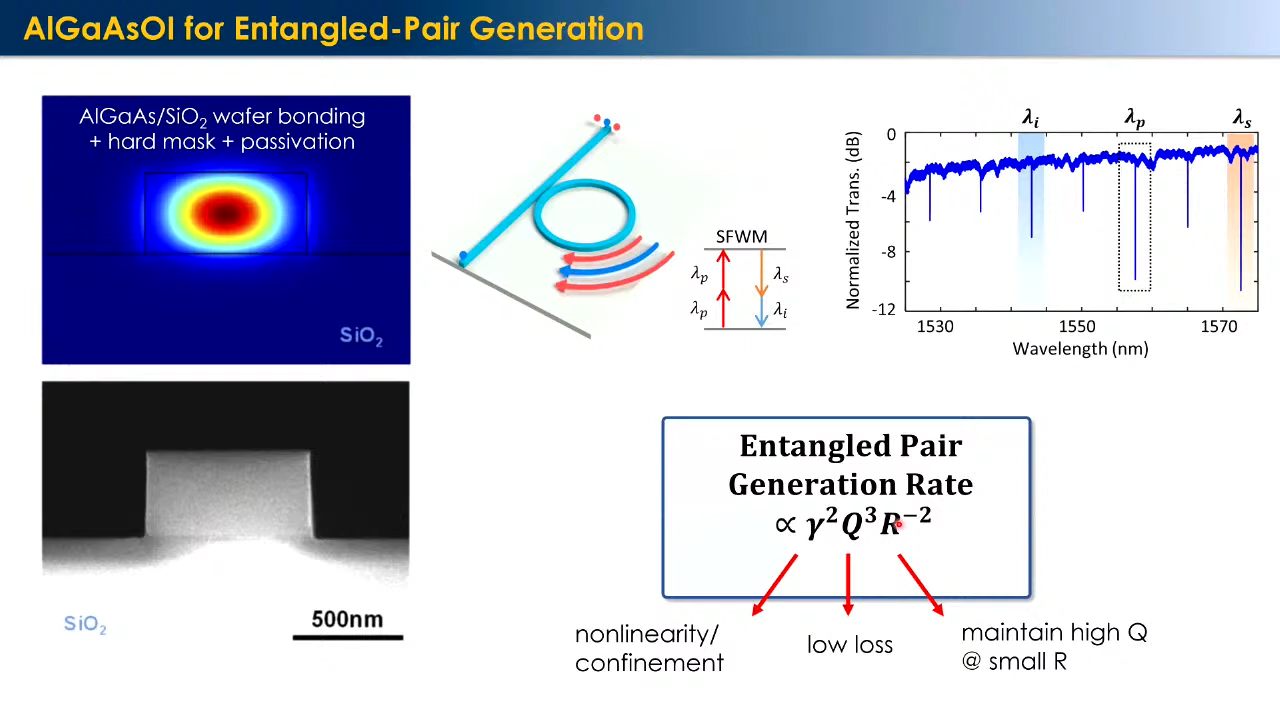 AlGaAsOI for Entangled-Pair Generation
AlGaAs/SiO₂ wafer bonding
+ hard mask + passivation
SiO₂
SiO₂
500nm
SFWM
λₚ
λₛ
λₚ
λᵢ
λᵢ
λₚ
λₛ
Normalized Trans. (dB)
0
-4
-8
-12
1530
1550
1570
Wavelength (nm)
Entangled Pair
Generation Rate
∝ γ²Q³R⁻²
nonlinearity/
confinement
low loss
maintain high Q
@ small R